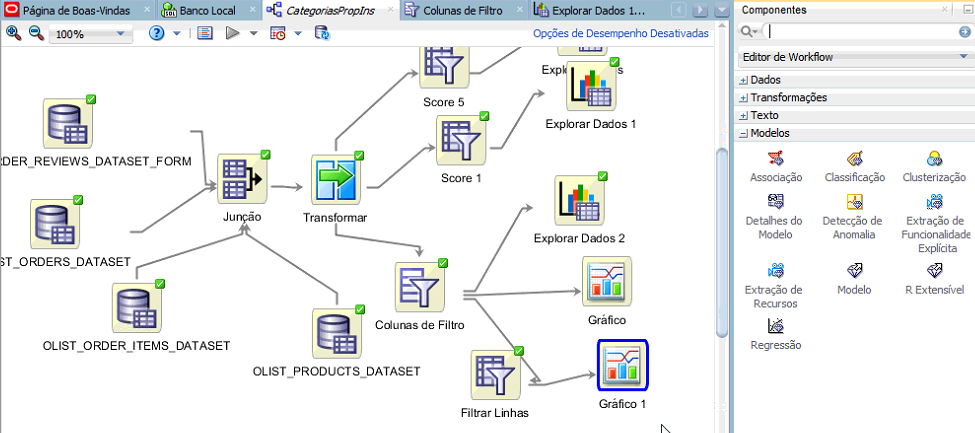 Página de Boas-Vindas
Banco Local
CategoriasPropIns
Colunas de Filtro
Explorar Dados 1...
100%
Opções de Desempenho Desativadas
Score 5
Explorar Dados 1
RDER_REVIEWS_DATASET_FORM
Score 1
Junção
Transformar
Explorar Dados 2
ST_ORDERS_DATASET
Colunas de Filtro
Gráfico
OLIST_ORDER_ITEMS_DATASET
OLIST_PRODUCTS_DATASET
Filtrar Linhas
Gráfico 1
Componentes
Editor de Workflow
Dados
Transformações
Texto
Modelos
Associação
Classificação
Clusterização
Detalhes do
Modelo
Detecção de
Anomalia
Extração de
Funcionalidade
Explícita
Extração de
Recursos
Modelo
R Extensível
Regressão